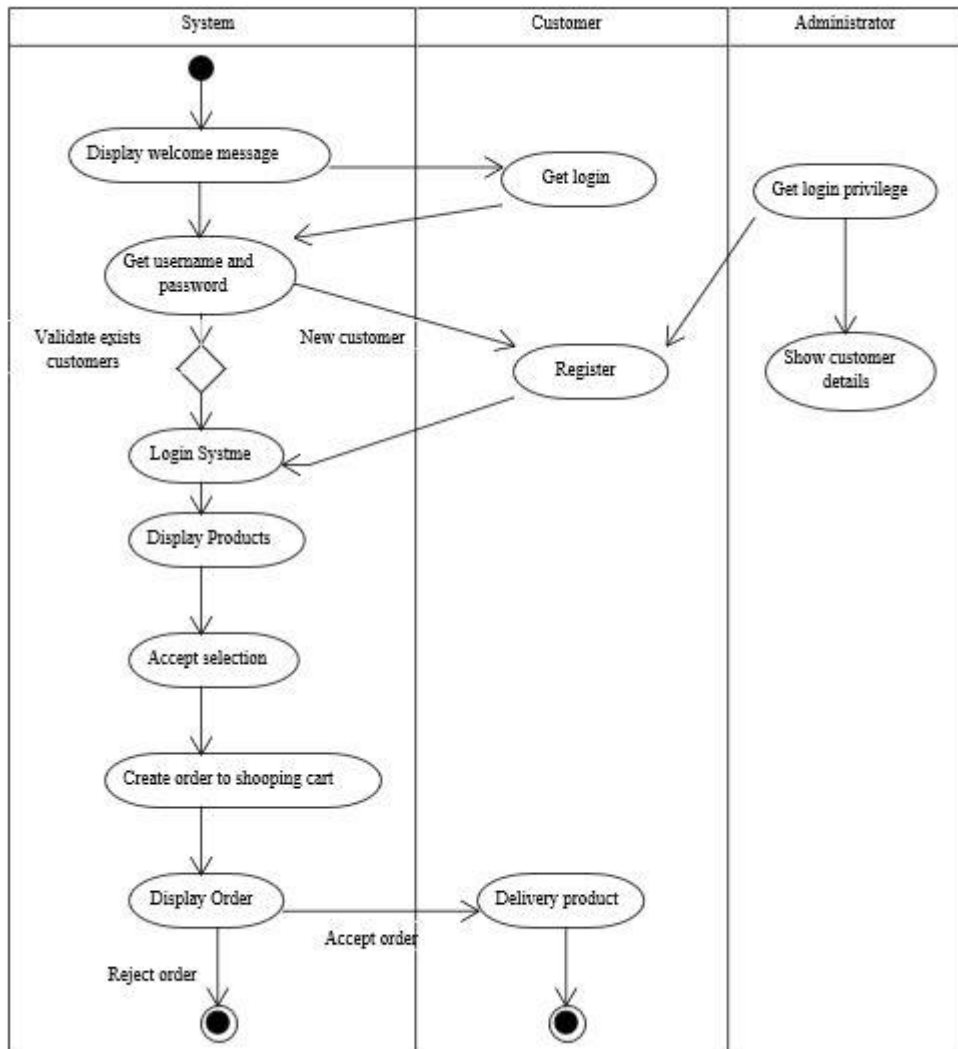 System
Customer
Administrator
Display welcome message
Get login
Get login privilege
Get username and
password
Validate exists
customers
New customer
Register
Show customer
details
Login Systme
Display Products
Accept selection
Create order to shooping cart
Display Order
Delivery product
Accept order
Reject order